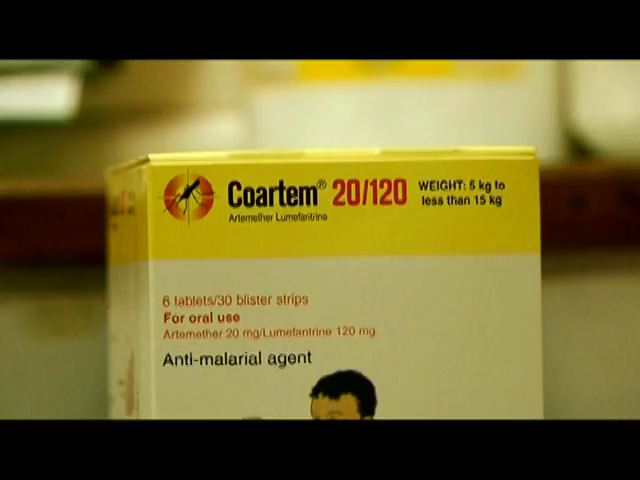 Coartem® 20/120
Artemether Lumefantrine
WEIGHT: 5 kg to
less than 15 kg
6 tablets/30 blister strips
For oral use
Artemether 20 mg/Lumefantrine 120 mg
Anti-malarial agent